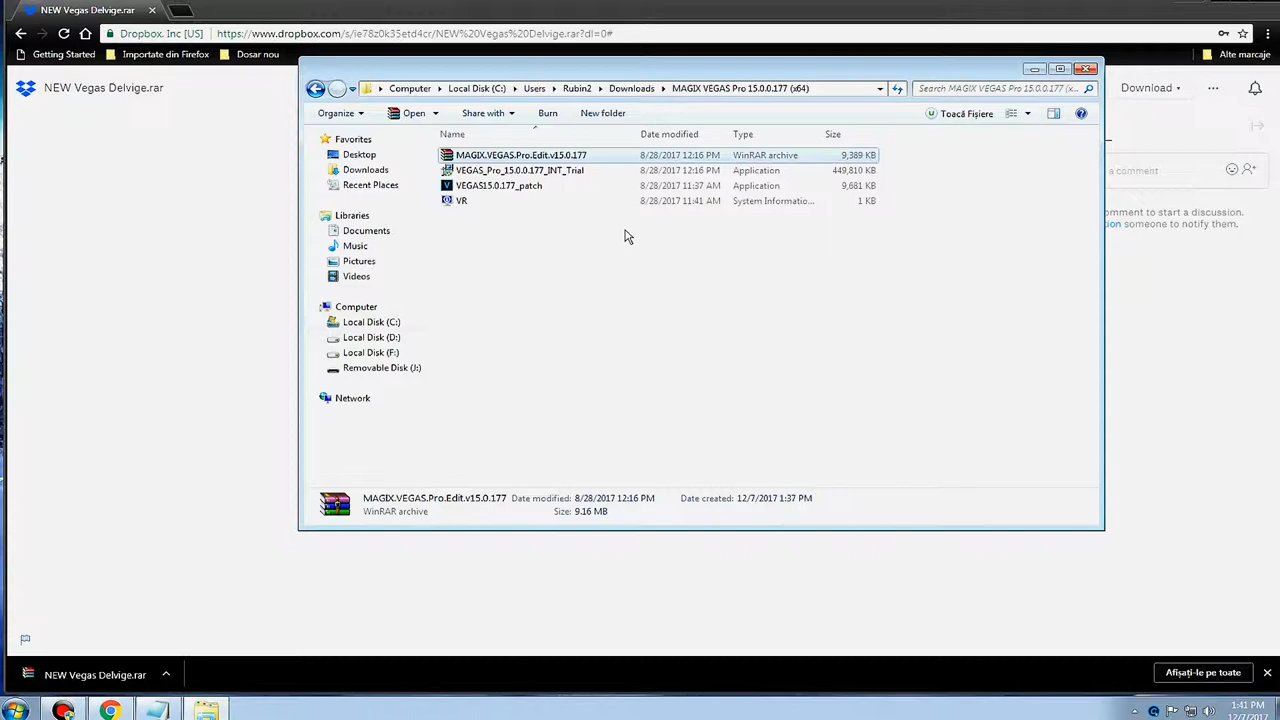 NEW Vegas Delvige.rar
Dropbox. Inc [US] https://www.dropbox.com/s/ie78z0k35etd4cr/NEW%20Vegas%20Delvige.rar?dl=0#
Getting Started Importate din Firefox Dosar nou Alte marcaje
NEW Vegas Delvige.rar Download
Computer Local Disk (C:) Users Rubin2 Downloads MAGIX VEGAS Pro 15.0.0.177 (x64) Search MAGIX VEGAS Pro 15.0.0.177 (x...
Organize Open Share with Burn New folder Toacă Fișiere
Name Date modified Type Size
Favorites
Desktop
Downloads
Recent Places
Libraries
Documents
Music
Pictures
Videos
Computer
Local Disk (C:)
Local Disk (D:)
Local Disk (F:)
Removable Disk (J:)
Network
MAGIX.VEGAS.Pro.Edit.v15.0.177 8/28/2017 12:16 PM WinRAR archive 9,389 KB
VEGAS_Pro_15.0.0.177_INT_Trial 8/28/2017 12:16 PM Application 449,810 KB
VEGAS15.0.177_patch 8/28/2017 11:37 AM Application 9,681 KB
VR 8/28/2017 11:41 AM System Informatio... 1 KB
a comment
omment to start a discussion.
tion someone to notify them.
MAGIX.VEGAS.Pro.Edit.v15.0.177 Date modified: 8/28/2017 12:16 PM Date created: 12/7/2017 1:37 PM
WinRAR archive Size: 9.16 MB
NEW Vegas Delvige.rar Afișați-le pe toate
1:41 PM
12/7/2017